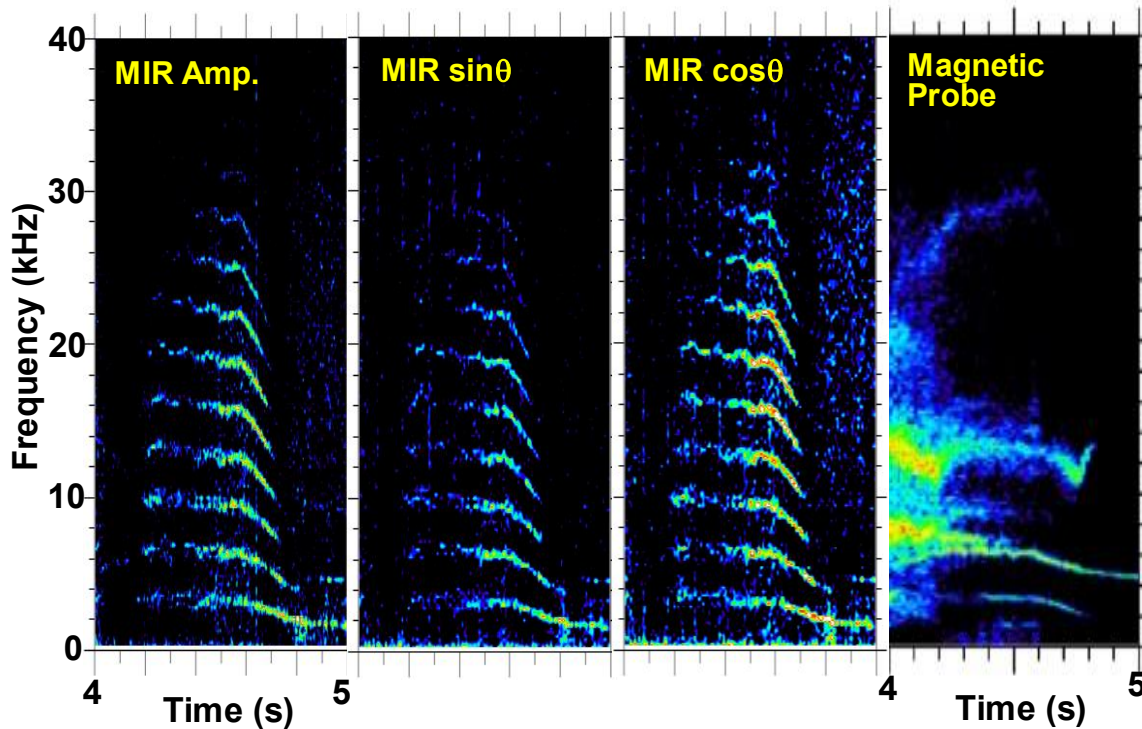 40
30
20
10
0
Frequency (kHz)
MIR Amp.
MIR sinθ
MIR cosθ
Magnetic
Probe
4
5
4
5
Time (s)
Time (s)